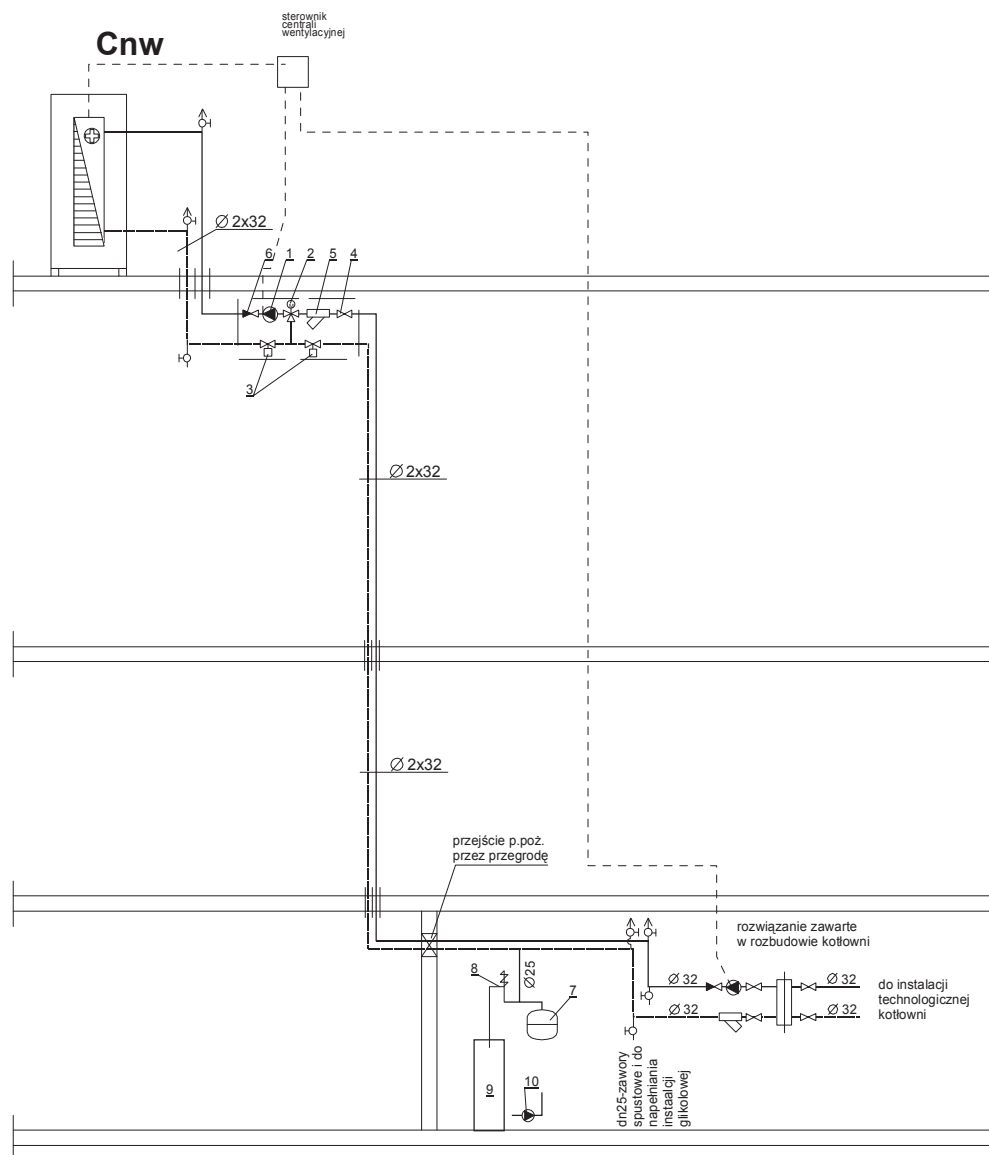 sterownik
centrali
wentylacyjnej
Cnw
Ø 2x32
6
1
2
5
4
3
Ø 2x32
Ø 2x32
przejście p.poż.
przez przegrodę
rozwiązanie zawarte
w rozbudowie kotłowni
8
Ø25
7
Ø 32
Ø 32
do instalacji
technologicznej
kotłowni
Ø 32
Ø 32
9
10
dn25-zawory
spustowe i do
napełniania
instaalcji
glikolowej